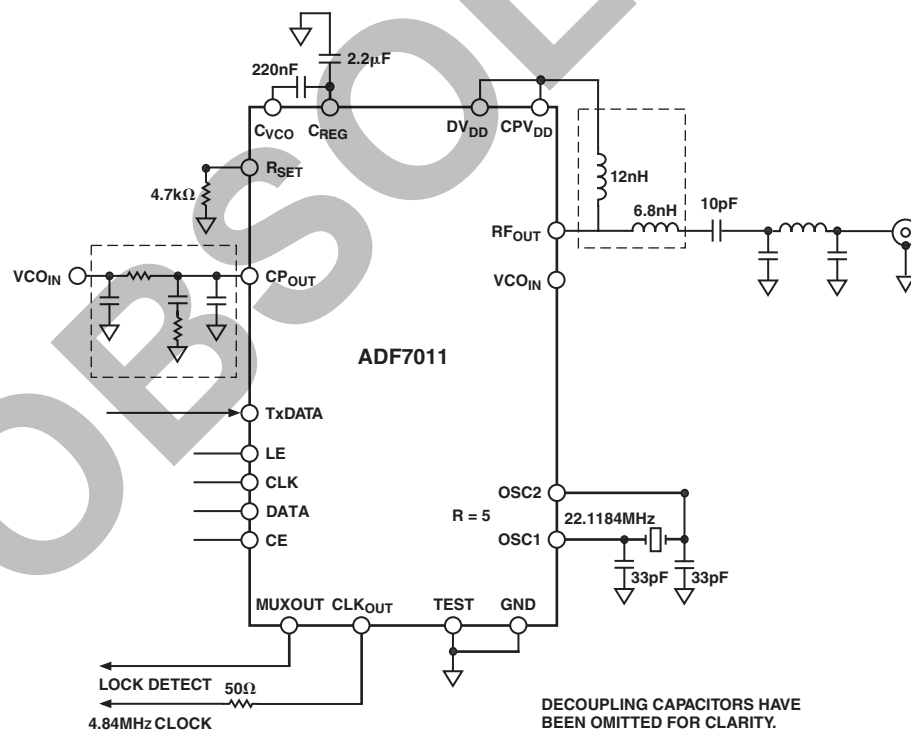 2.2μF
220nF
CVCO
CREG
DVDD
CPVDD
RSET
4.7kΩ
12nH
6.8nH
10pF
RFOUT
VCOIN
CPOUT
VCOIN
ADF7011
TxDATA
LE
CLK
DATA
CE
OSC2
R = 5
22.1184MHz
OSC1
33pF
33pF
MUXOUT
CLKOUT
TEST
GND
LOCK DETECT
50Ω
4.84MHz CLOCK
DECOUPLING CAPACITORS HAVE
BEEN OMITTED FOR CLARITY.